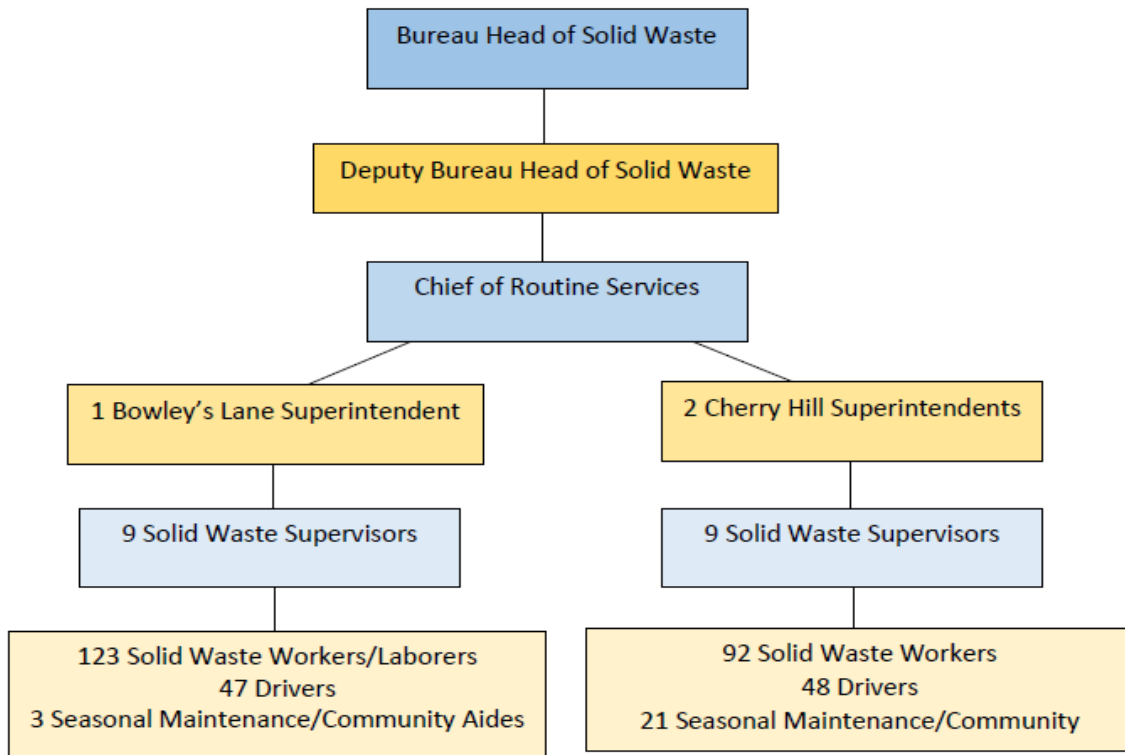 Bureau Head of Solid Waste
Deputy Bureau Head of Solid Waste
Chief of Routine Services
1 Bowley’s Lane Superintendent
2 Cherry Hill Superintendents
9 Solid Waste Supervisors
9 Solid Waste Supervisors
123 Solid Waste Workers/Laborers
47 Drivers
3 Seasonal Maintenance/Community Aides
92 Solid Waste Workers
48 Drivers
21 Seasonal Maintenance/Community